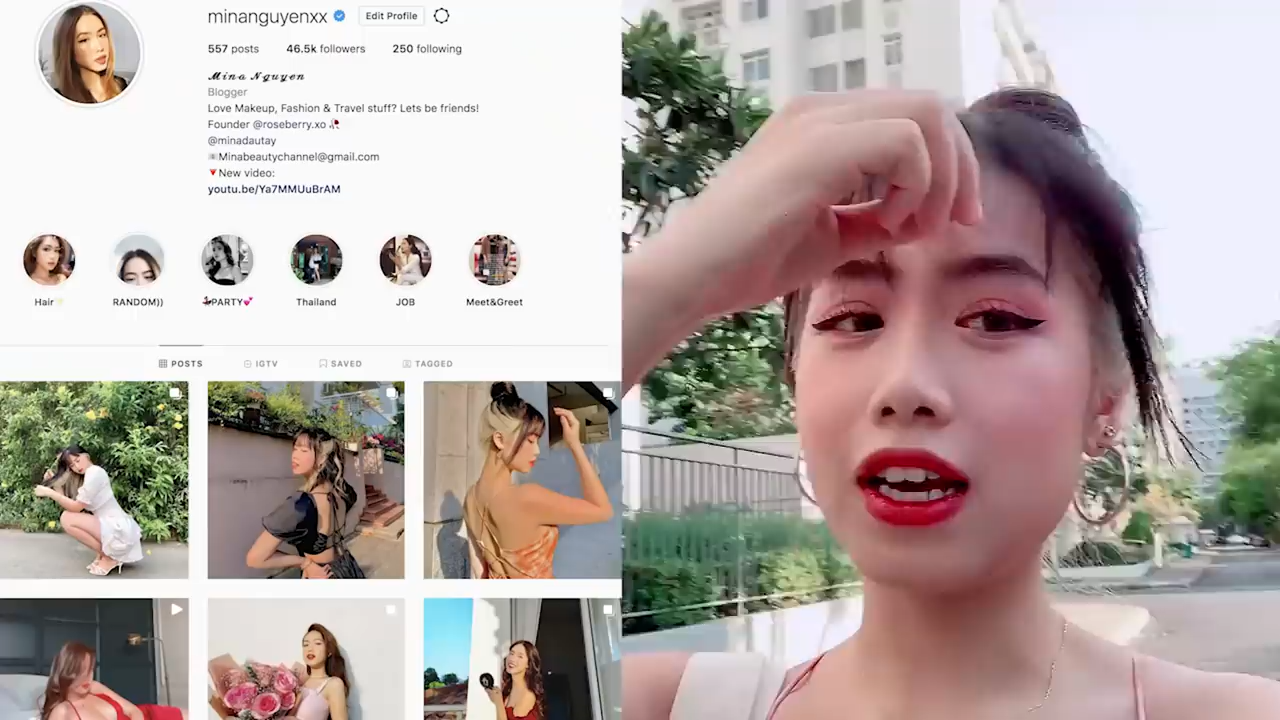 minanguyenxx Edit Profile
557 posts 46.5k followers 250 following
𝓜𝓲𝓷𝓪 𝓝𝓰𝓾𝔂𝓮𝓷
Blogger
Love Makeup, Fashion & Travel stuff? Lets be friends!
Founder @roseberry.xo 🥀
@minadautay
📧Minabeautychannel@gmail.com
🔻New video:
youtu.be/Ya7MMUuBrAM
Hair RANDOM)) 💃PARTY💕 Thailand JOB Meet&Greet
POSTS IGTV SAVED TAGGED